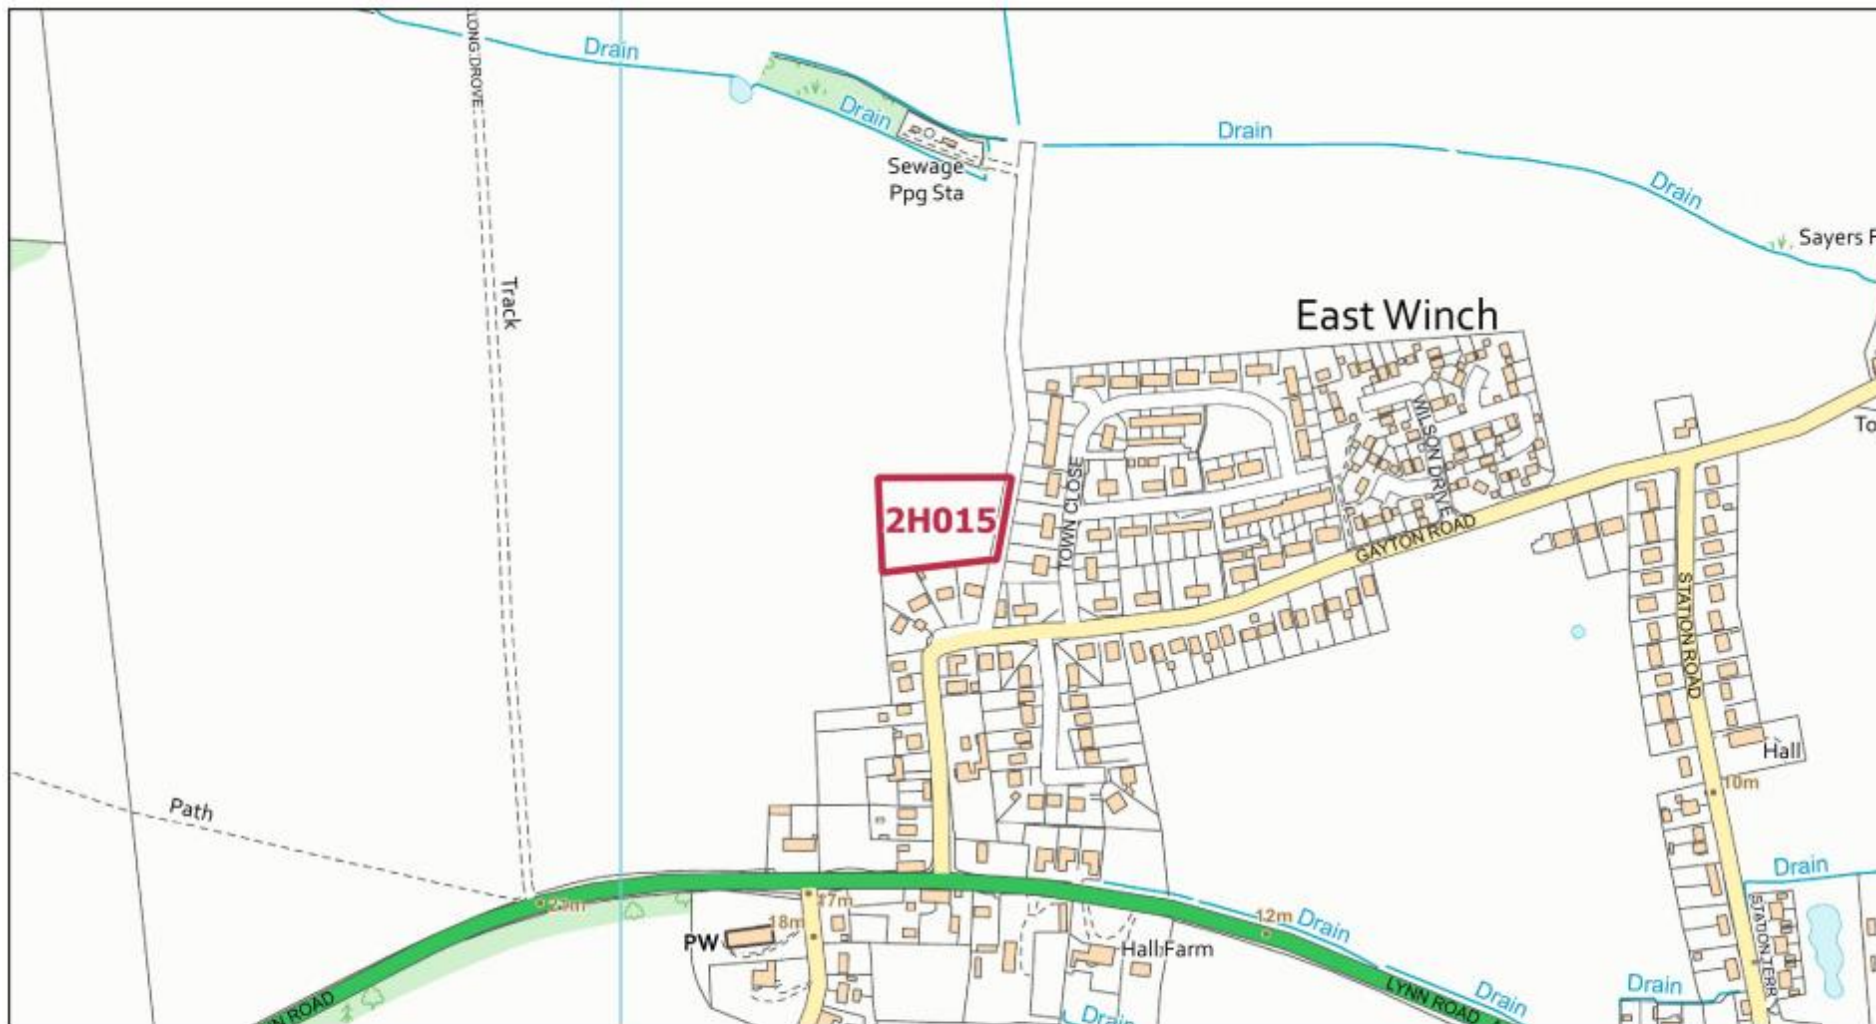 LONG DROVE
Drain
Drain
Drain
Sewage
Ppg Sta
Drain
Sayers
Track
East Winch
WILSON DRIVE
To
2H015
TOWN CLOSE
GAYTON ROAD
STATION ROAD
Hall
10m
Path
Drain
17m
18m
12m
Drain
PW
Hall Farm
STATION TERR
LYNN ROAD
Drain
Drain
N ROAD
Drain